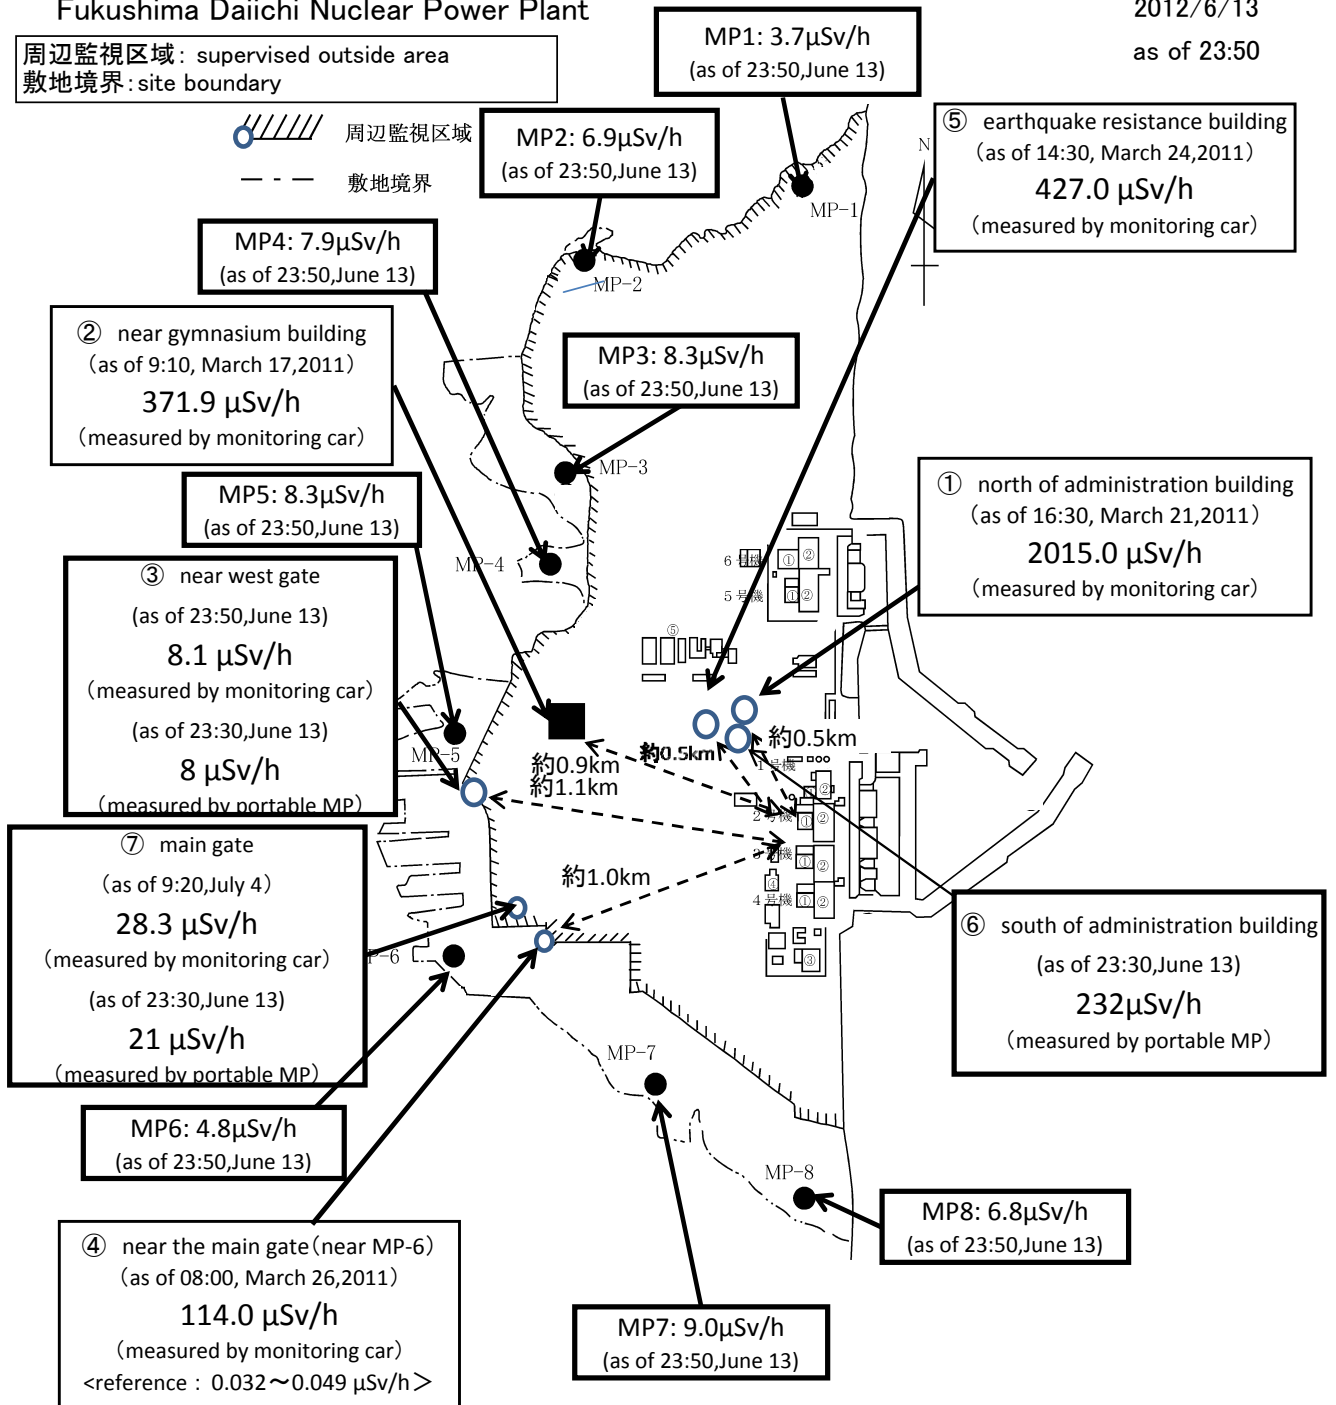 Fukushima Daiichi Nuclear Power Plant
2012/6/13
as of 23:50
周辺監視区域: supervised outside area
敷地境界:site boundary
周辺監視区域
敷地境界
MP1: 3.7μSv/h
(as of 23:50,June 13)
MP2: 6.9μSv/h
(as of 23:50,June 13)
⑤ earthquake resistance building
(as of 14:30, March 24,2011)
427.0 μSv/h
(measured by monitoring car)
N
MP-1
MP4: 7.9μSv/h
(as of 23:50,June 13)
MP-2
② near gymnasium building
(as of 9:10, March 17,2011)
371.9 μSv/h
(measured by monitoring car)
MP3: 8.3μSv/h
(as of 23:50,June 13)
MP-3
MP5: 8.3μSv/h
(as of 23:50,June 13)
① north of administration building
(as of 16:30, March 21,2011)
2015.0 μSv/h
(measured by monitoring car)
MP-4
6号機
① ②
5号機
① ②
③ near west gate
(as of 23:50,June 13)
8.1 μSv/h
(measured by monitoring car)
(as of 23:30,June 13)
8 μSv/h
(measured by portable MP)
⑤
MP-5
約0.9km
約1.1km
約0.5km
約0.5km
1号機
②
2号機
① ②
3号機
① ②
④
4号機
① ②
③
約1.0km
⑦ main gate
(as of 9:20,July 4)
28.3 μSv/h
(measured by monitoring car)
(as of 23:30,June 13)
21 μSv/h
(measured by portable MP)
P-6
⑥ south of administration building
(as of 23:30,June 13)
232μSv/h
(measured by portable MP)
MP-7
MP6: 4.8μSv/h
(as of 23:50,June 13)
MP-8
MP8: 6.8μSv/h
(as of 23:50,June 13)
④ near the main gate(near MP-6)
(as of 08:00, March 26,2011)
114.0 μSv/h
(measured by monitoring car)
<reference : 0.032~0.049 μSv/h>
MP7: 9.0μSv/h
(as of 23:50,June 13)